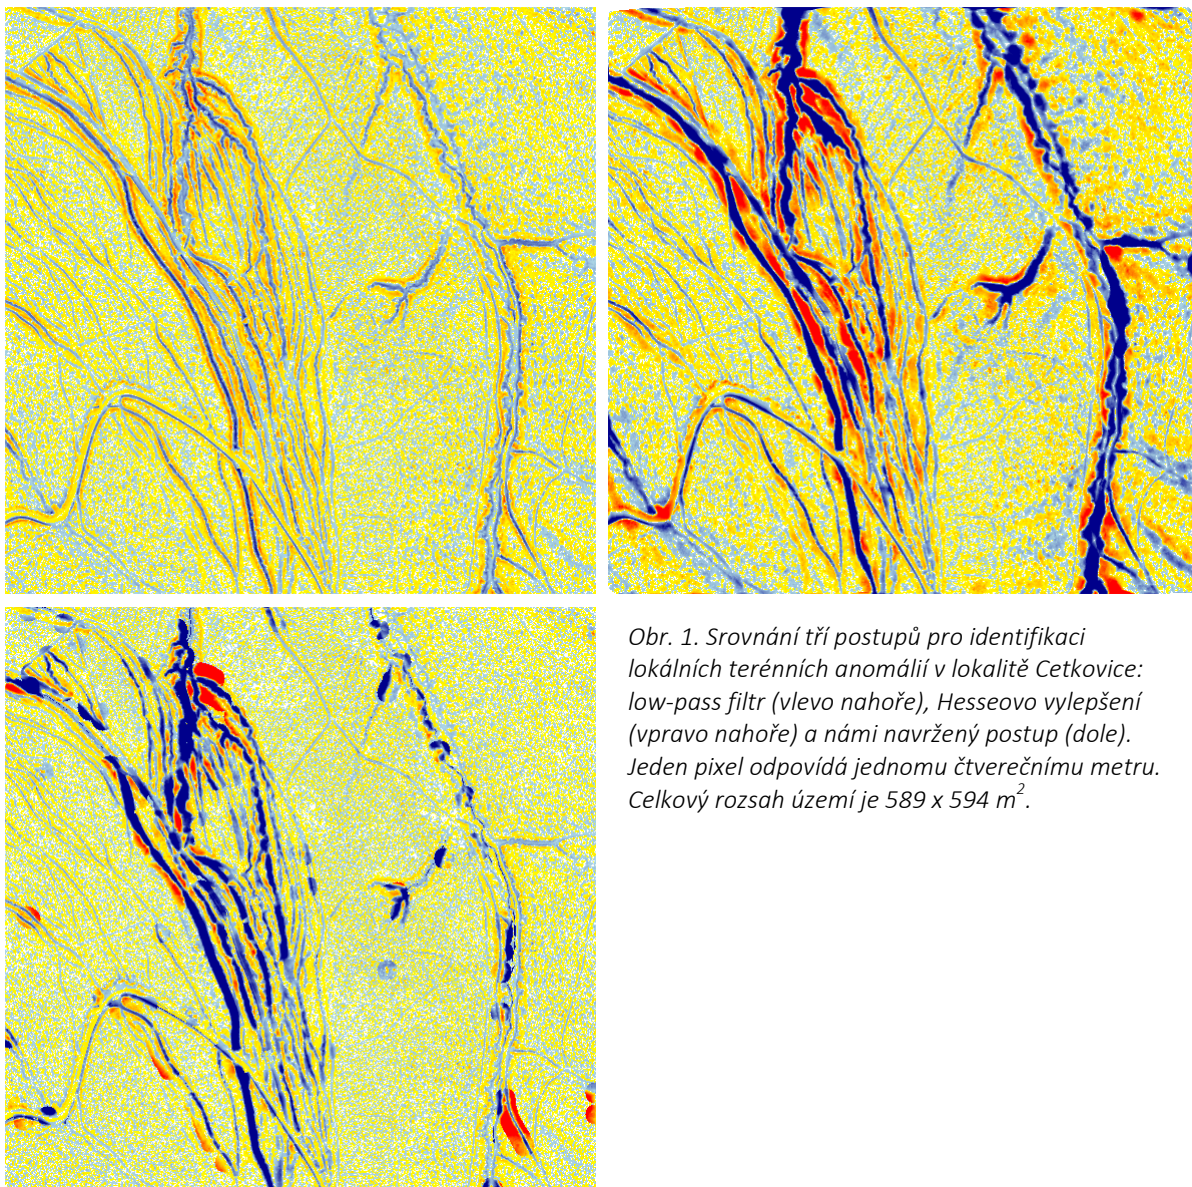 Obr. 1. Srovnání tří postupů pro identifikaci
lokálních terénních anomálií v lokalitě Cetkovice:
low-pass filtr (vlevo nahoře), Hesseovo vylepšení
(vpravo nahoře) a námi navržený postup (dole).
Jeden pixel odpovídá jednomu čtverečnímu metru.
Celkový rozsah území je 589 x 594 m².